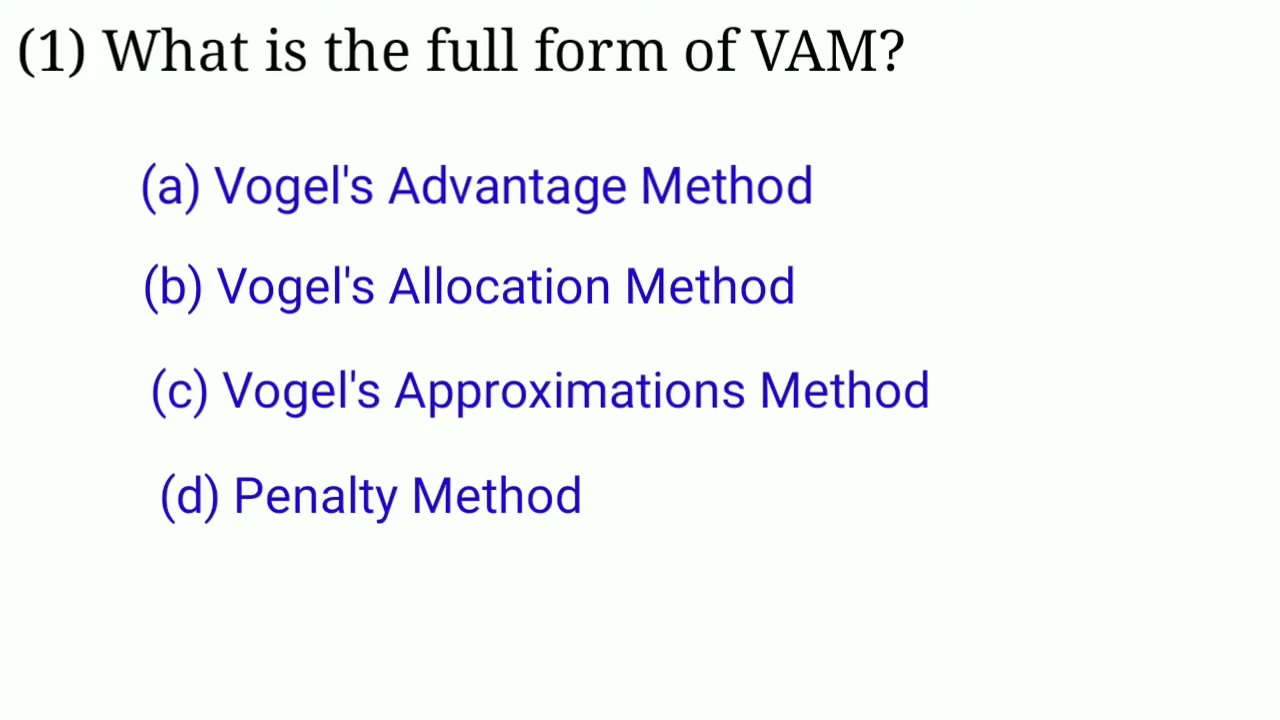 (1) What is the full form of VAM?
(a) Vogel's Advantage Method
(b) Vogel's Allocation Method
(c) Vogel's Approximations Method
(d) Penalty Method